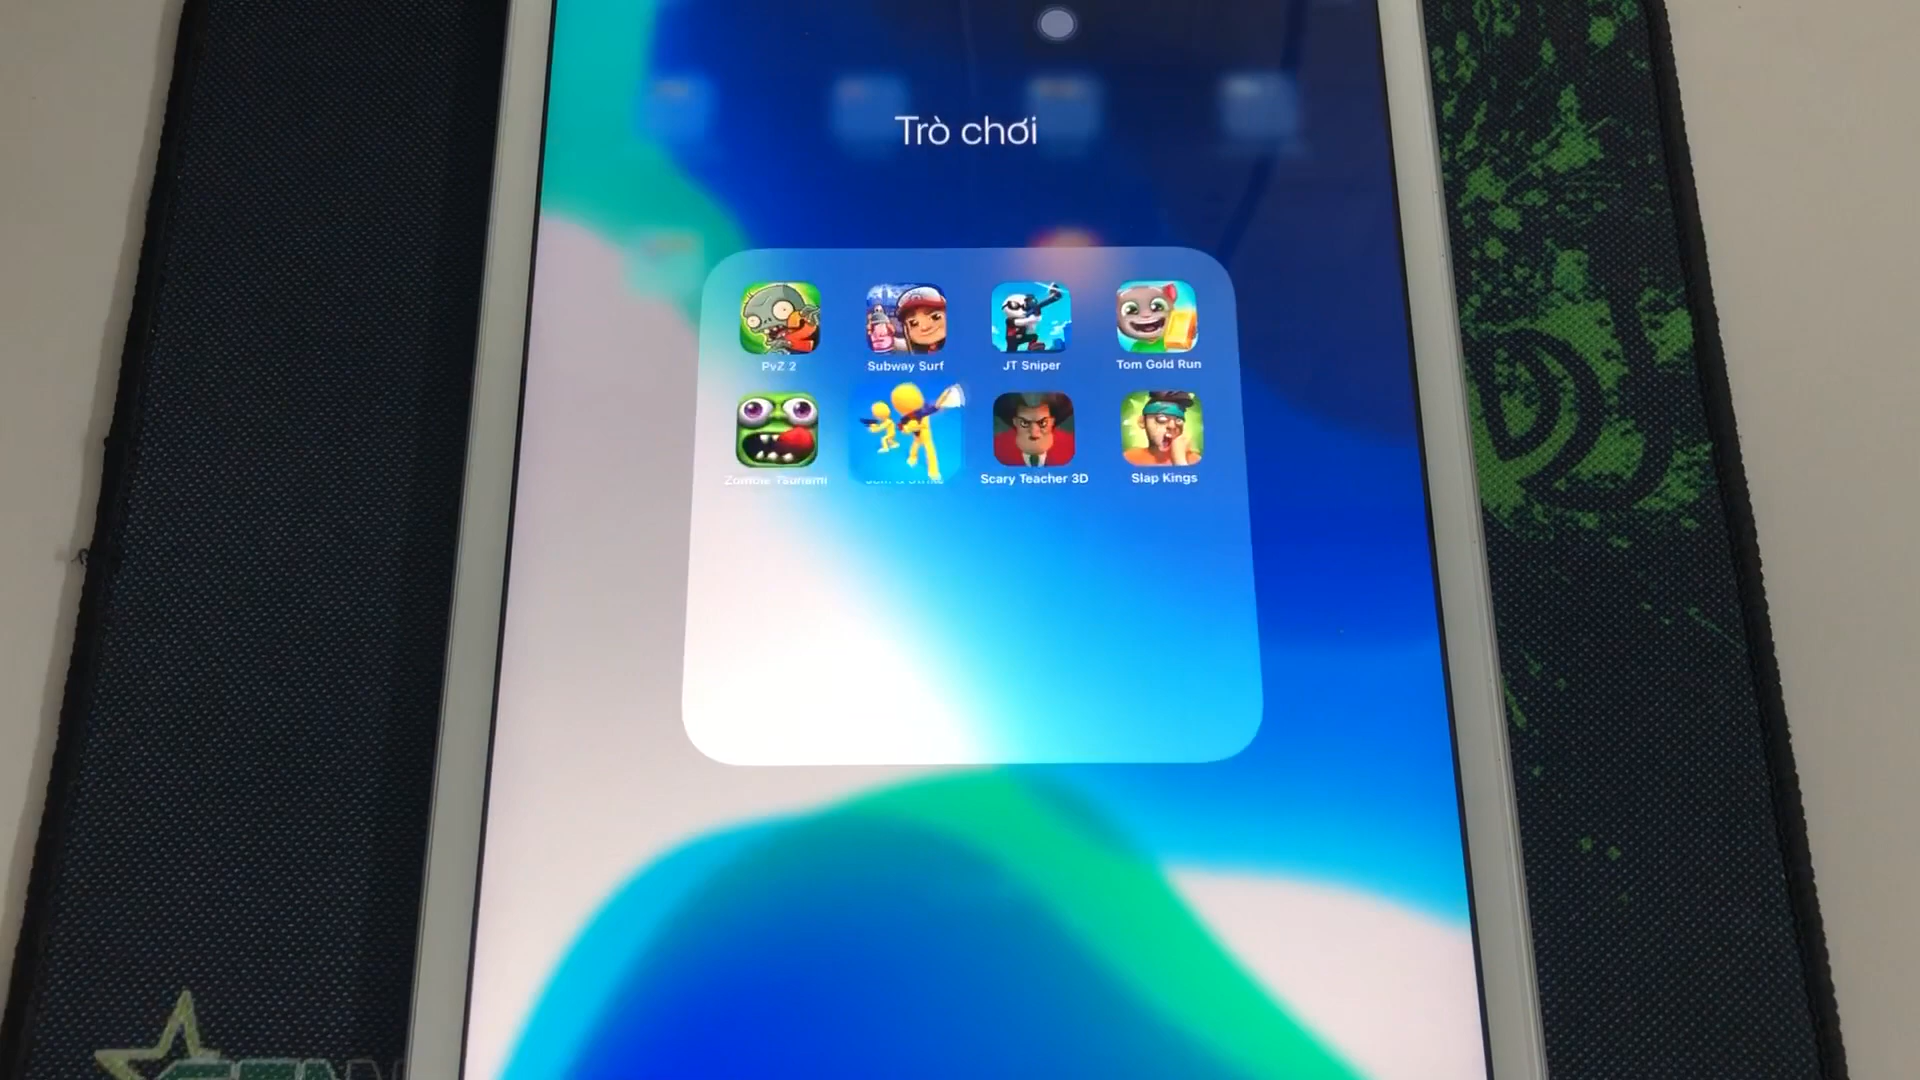 Trò chơi
PvZ 2
Subway Surf
JT Sniper
Tom Gold Run
Zombie Tsunami
Scary Teacher 3D
Slap Kings